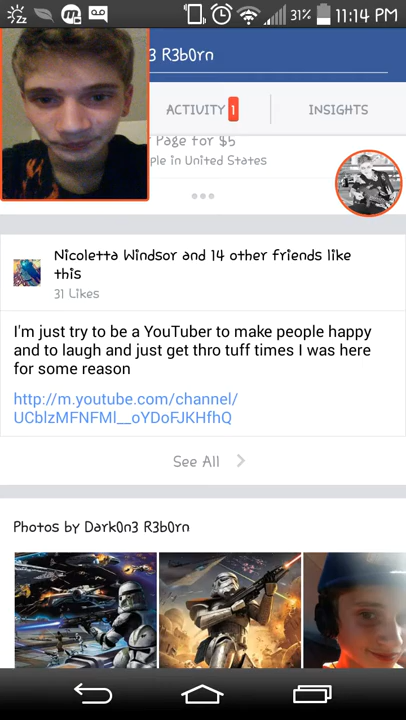 31% 11:14 PM
3 R3b0rn
ACTIVITY 1
INSIGHTS
Page for $5
ple in United States
Nicoletta Windsor and 14 other friends like
this
31 Likes
I'm just try to be a YouTuber to make people happy
and to laugh and just get thro tuff times I was here
for some reason
http://m.youtube.com/channel/
UCblzMFNFMl__oYDoFJKHfhQ
See All
Photos by Dark0n3 R3b0rn